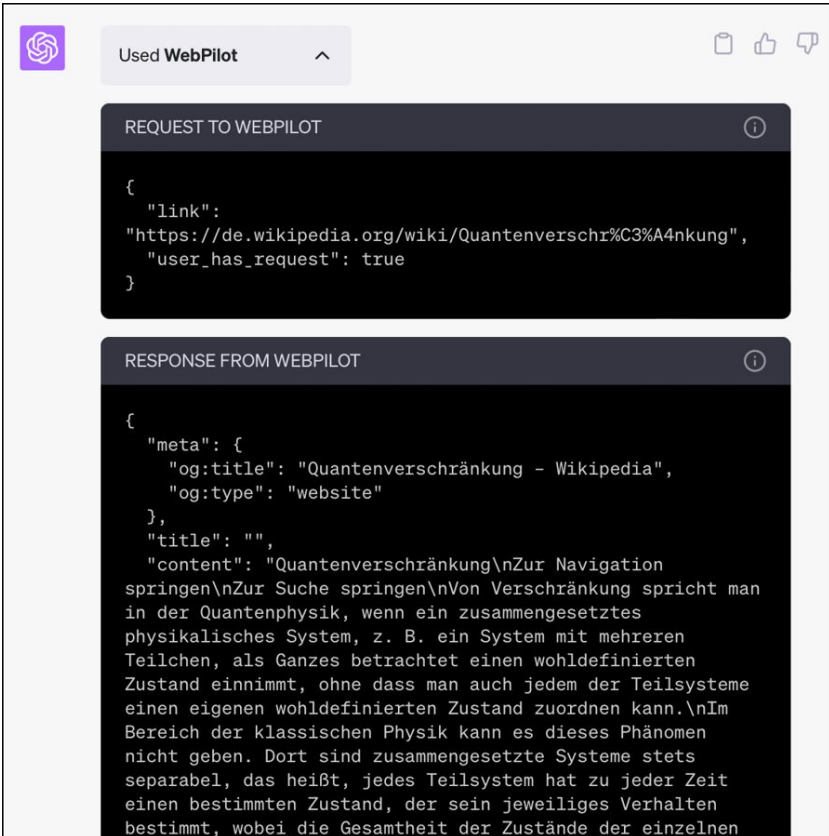 Used WebPilot
REQUEST TO WEBPILOT
{
"link":
"https://de.wikipedia.org/wiki/Quantenverschr%C3%A4nkung",
"user_has_request": true
}
RESPONSE FROM WEBPILOT
{
"meta": {
"og:title": "Quantenverschränkung – Wikipedia",
"og:type": "website"
},
"title": "",
"content": "Quantenverschränkung\nZur Navigation
springen\nZur Suche springen\nVon Verschränkung spricht man
in der Quantenphysik, wenn ein zusammengesetztes
physikalisches System, z. B. ein System mit mehreren
Teilchen, als Ganzes betrachtet einen wohldefinierten
Zustand einnimmt, ohne dass man auch jedem der Teilsysteme
einen eigenen wohldefinierten Zustand zuordnen kann.\nIm
Bereich der klassischen Physik kann es dieses Phänomen
nicht geben. Dort sind zusammengesetzte Systeme stets
separabel, das heißt, jedes Teilsystem hat zu jeder Zeit
einen bestimmten Zustand, der sein jeweiliges Verhalten
bestimmt, wobei die Gesamtheit der Zustände der einzelnen